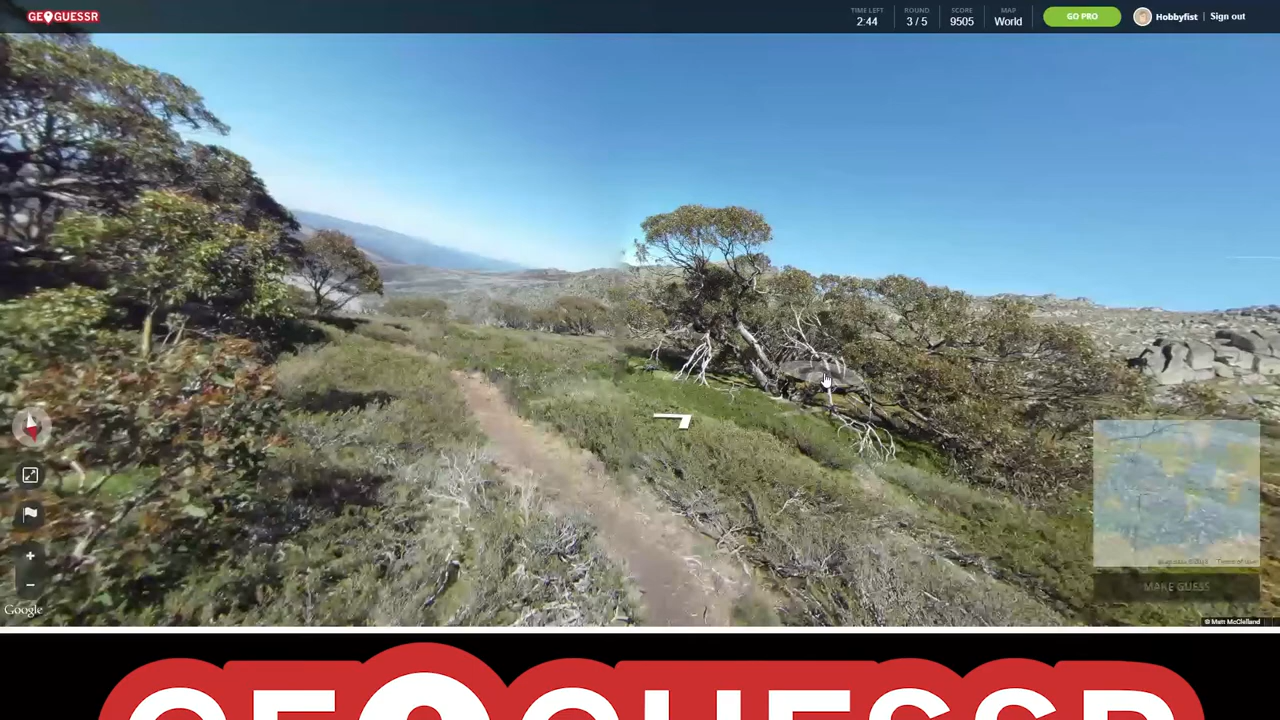 GEOGUESSR
TIME LEFT
2:44
ROUND
3 / 5
SCORE
9505
MAP
World
GO PRO
Hobbyfist
Sign out
MAKE GUESS
Google
© Matt McClelland
GEOGUESSR